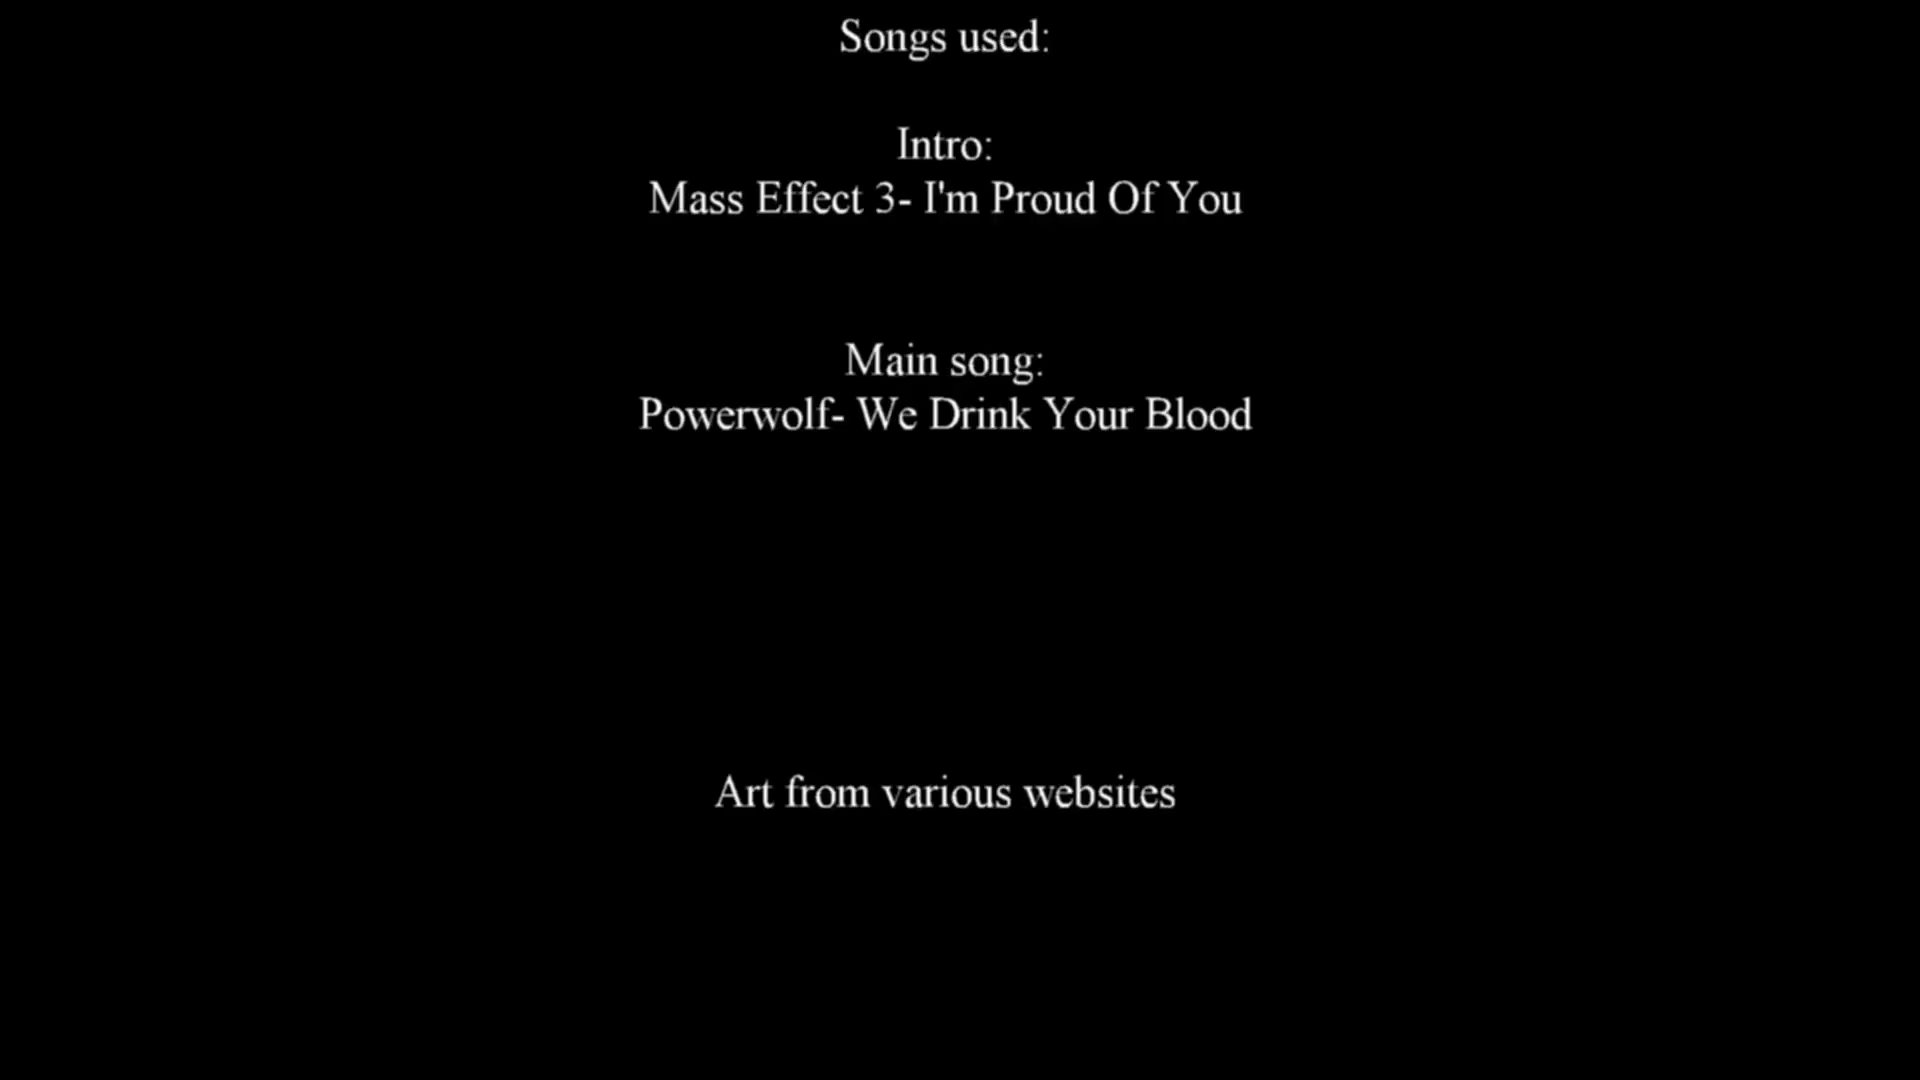 Songs used:
Intro:
Mass Effect 3- I'm Proud Of You
Main song:
Powerwolf- We Drink Your Blood
Art from various websites